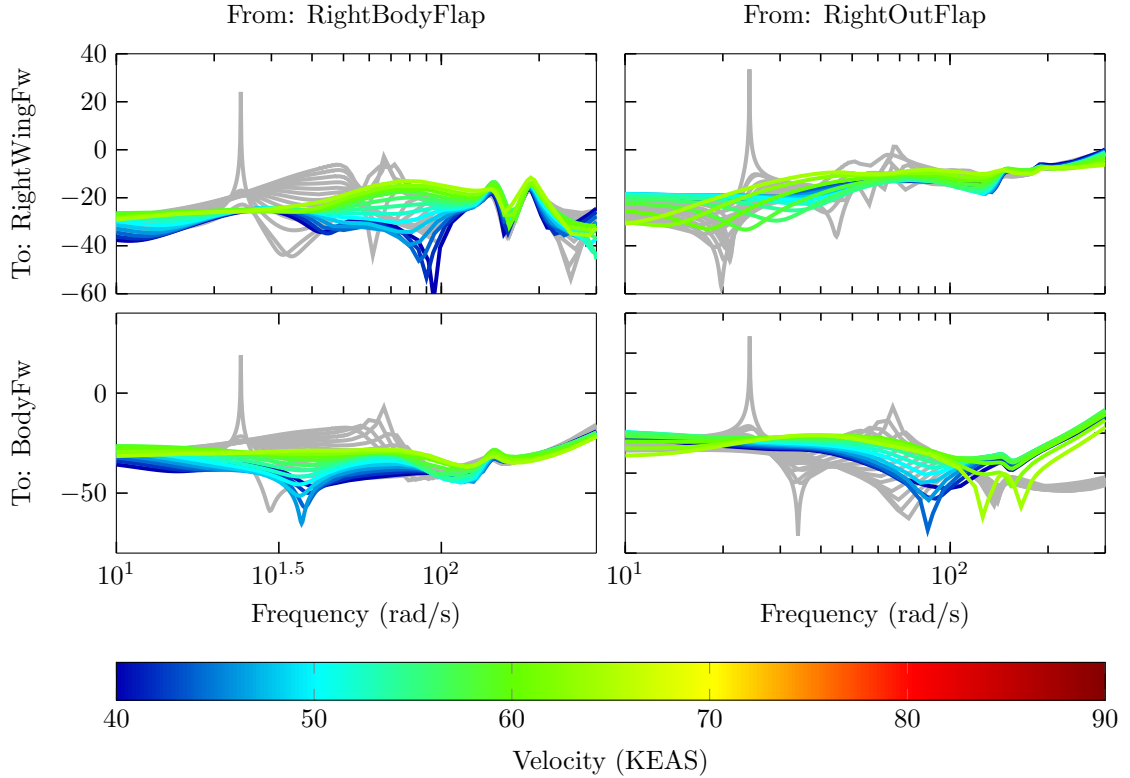 From: RightBodyFlap
From: RightOutFlap
To: RightWingFw
40
20
0
−20
−40
−60
To: BodyFw
0
−50
10^1
10^1.5
10^2
10^1
10^2
Frequency (rad/s)
Frequency (rad/s)
40
50
60
70
80
90
Velocity (KEAS)